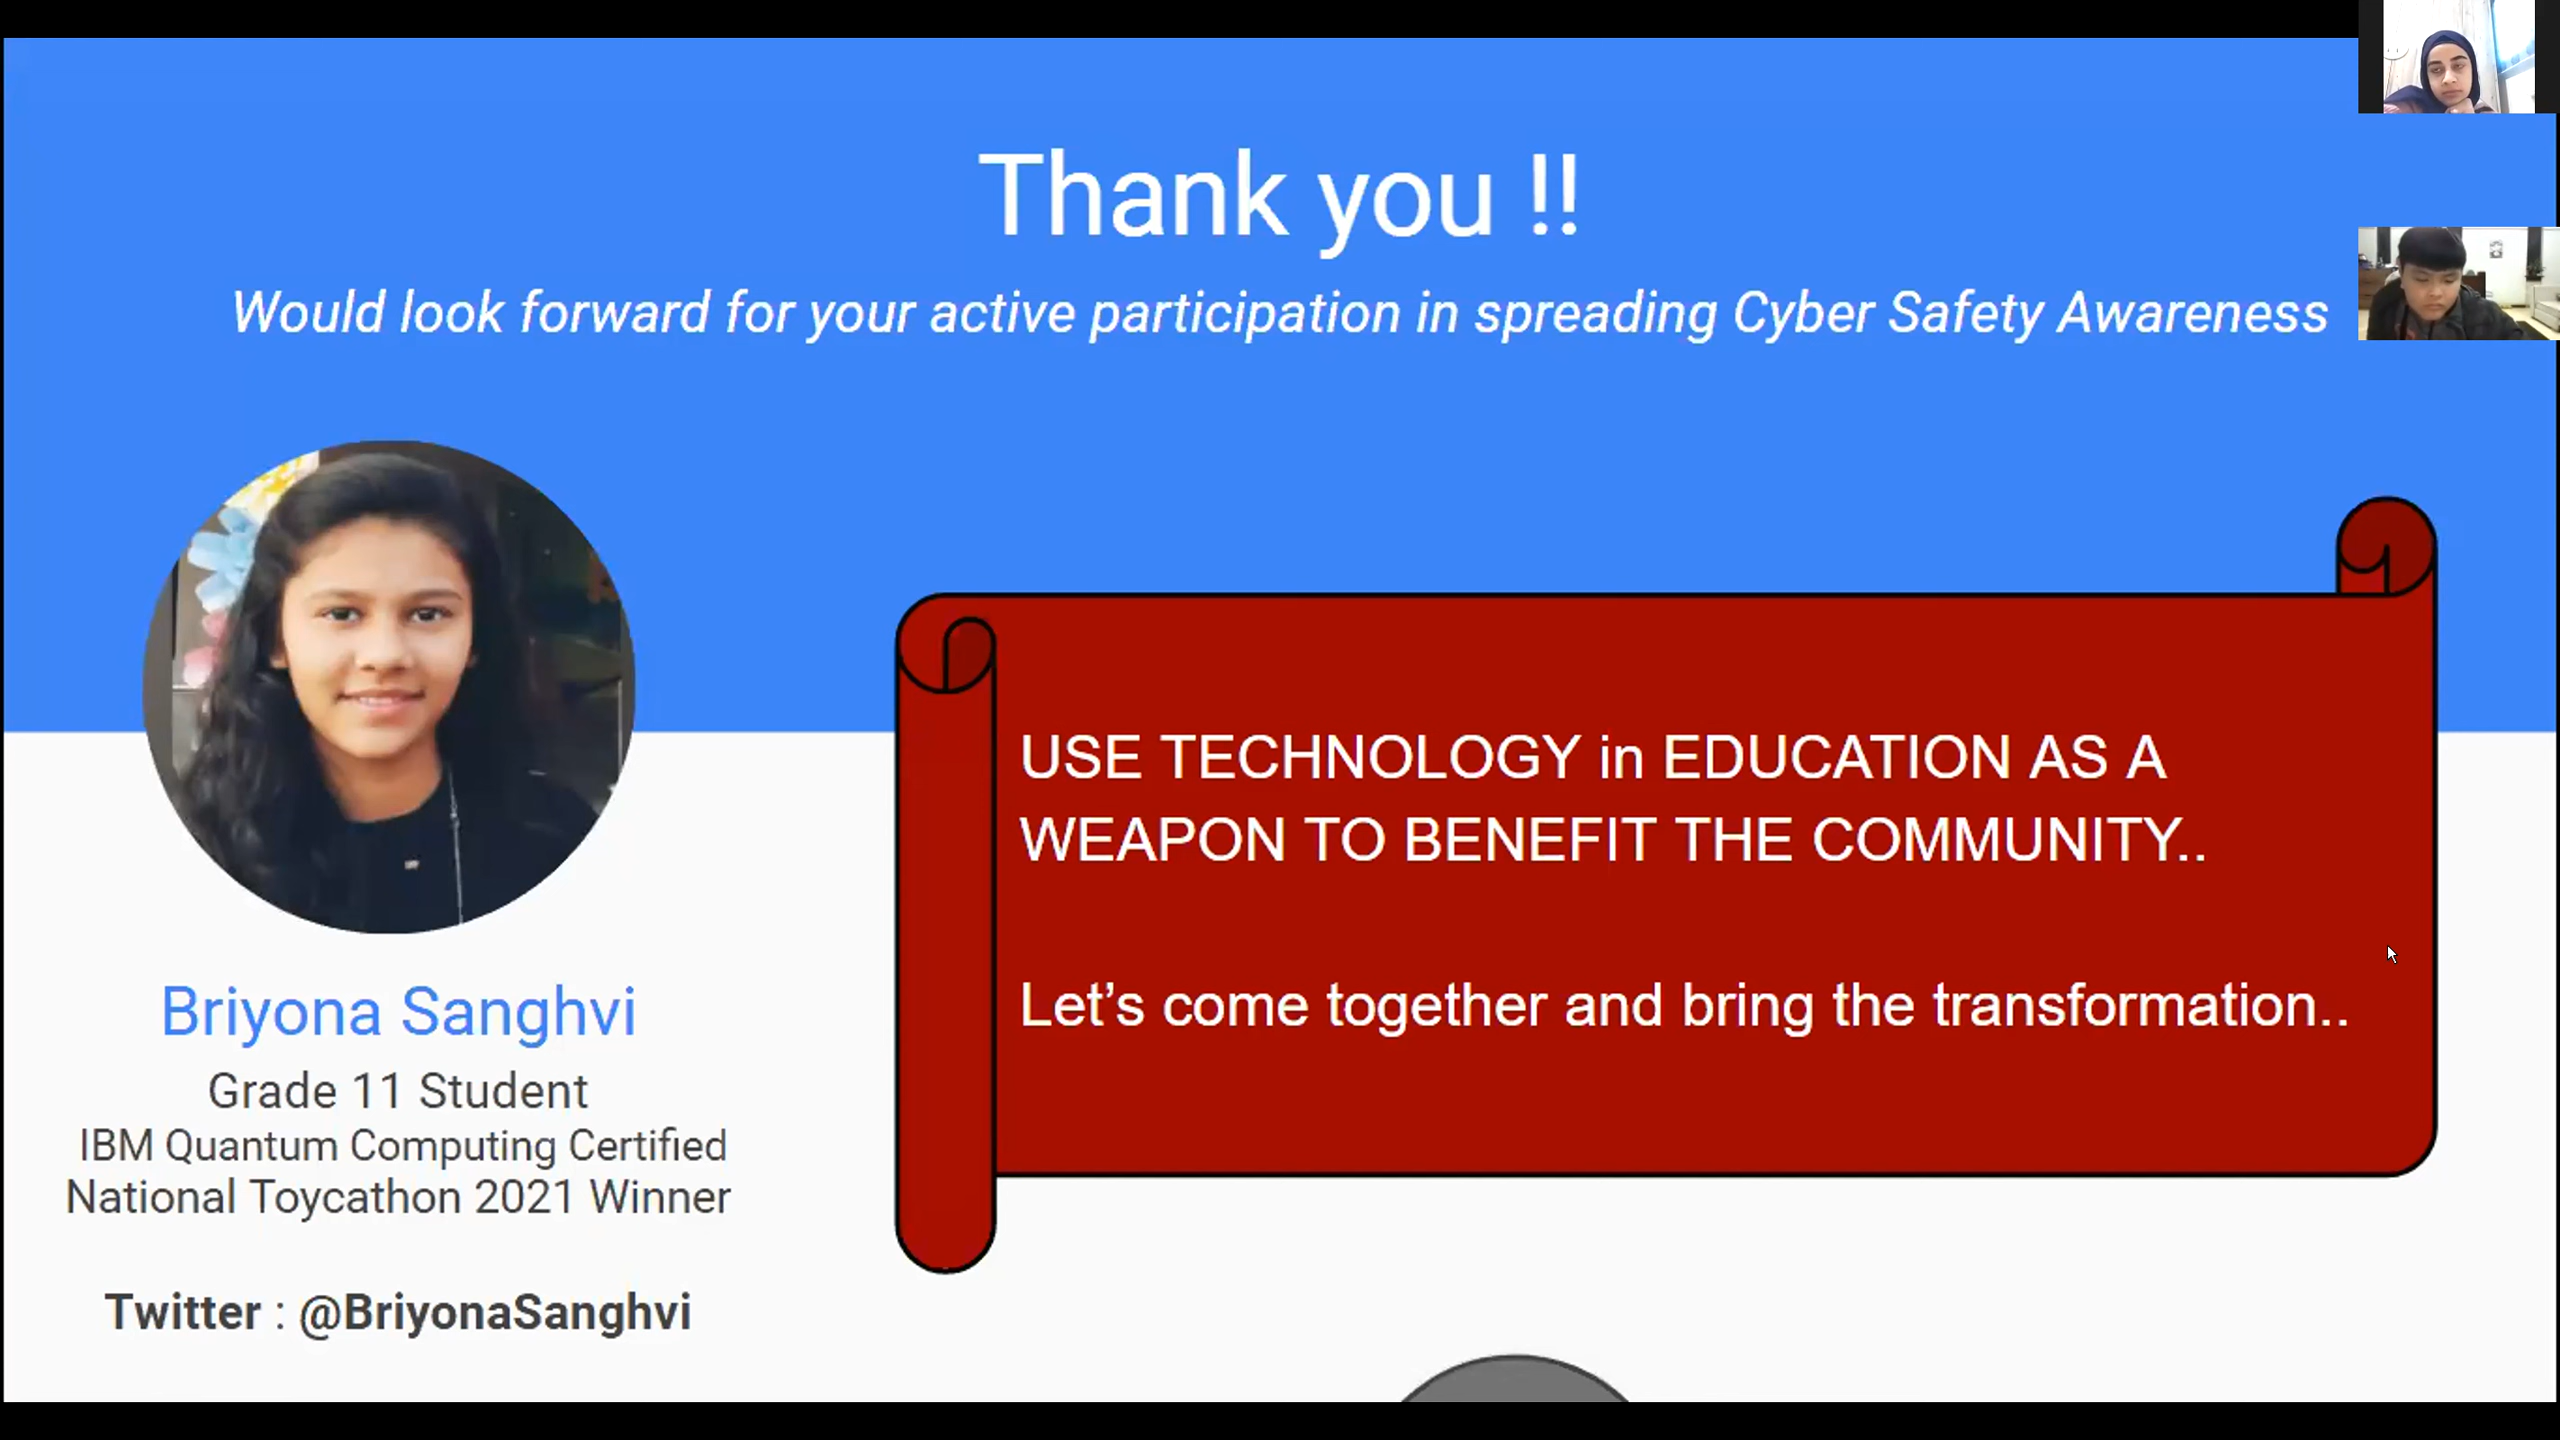 Thank you !!
Would look forward for your active participation in spreading Cyber Safety Awareness
USE TECHNOLOGY in EDUCATION AS A
WEAPON TO BENEFIT THE COMMUNITY..
Let’s come together and bring the transformation..
Briyona Sanghvi
Grade 11 Student
IBM Quantum Computing Certified
National Toycathon 2021 Winner
Twitter : @BriyonaSanghvi